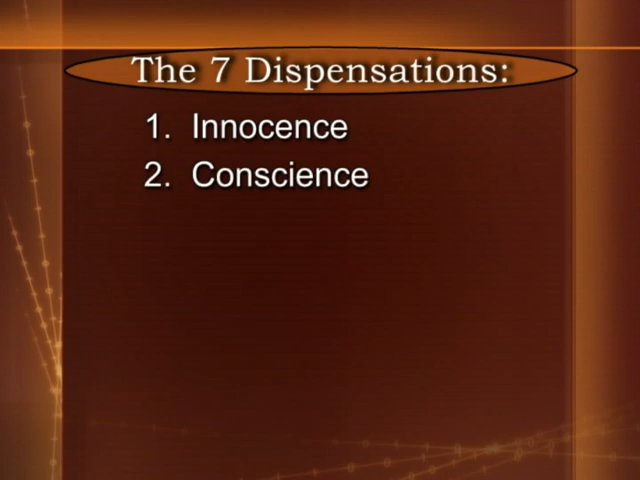 The 7 Dispensations:
1. Innocence
2. Conscience